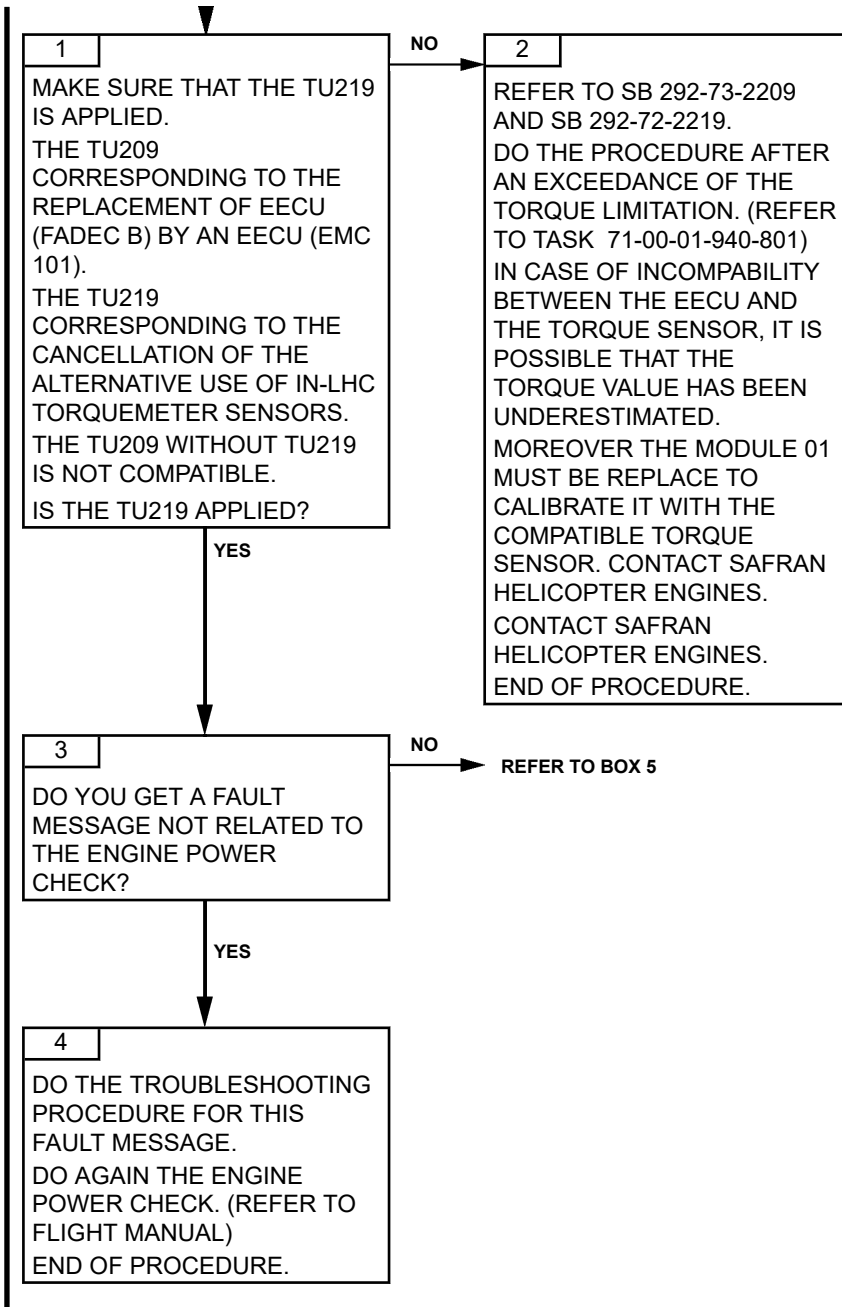 1
MAKE SURE THAT THE TU219
IS APPLIED.
THE TU209
CORRESPONDING TO THE
REPLACEMENT OF EECU
(FADEC B) BY AN EECU (EMC
101).
THE TU219
CORRESPONDING TO THE
CANCELLATION OF THE
ALTERNATIVE USE OF IN-LHC
TORQUEMETER SENSORS.
THE TU209 WITHOUT TU219
IS NOT COMPATIBLE.
IS THE TU219 APPLIED?
NO
2
REFER TO SB 292-73-2209
AND SB 292-72-2219.
DO THE PROCEDURE AFTER
AN EXCEEDANCE OF THE
TORQUE LIMITATION. (REFER
TO TASK 71-00-01-940-801)
IN CASE OF INCOMPABILITY
BETWEEN THE EECU AND
THE TORQUE SENSOR, IT IS
POSSIBLE THAT THE
TORQUE VALUE HAS BEEN
UNDERESTIMATED.
MOREOVER THE MODULE 01
MUST BE REPLACE TO
CALIBRATE IT WITH THE
COMPATIBLE TORQUE
SENSOR. CONTACT SAFRAN
HELICOPTER ENGINES.
CONTACT SAFRAN
HELICOPTER ENGINES.
END OF PROCEDURE.
YES
3
DO YOU GET A FAULT
MESSAGE NOT RELATED TO
THE ENGINE POWER
CHECK?
NO
REFER TO BOX 5
YES
4
DO THE TROUBLESHOOTING
PROCEDURE FOR THIS
FAULT MESSAGE.
DO AGAIN THE ENGINE
POWER CHECK. (REFER TO
FLIGHT MANUAL)
END OF PROCEDURE.